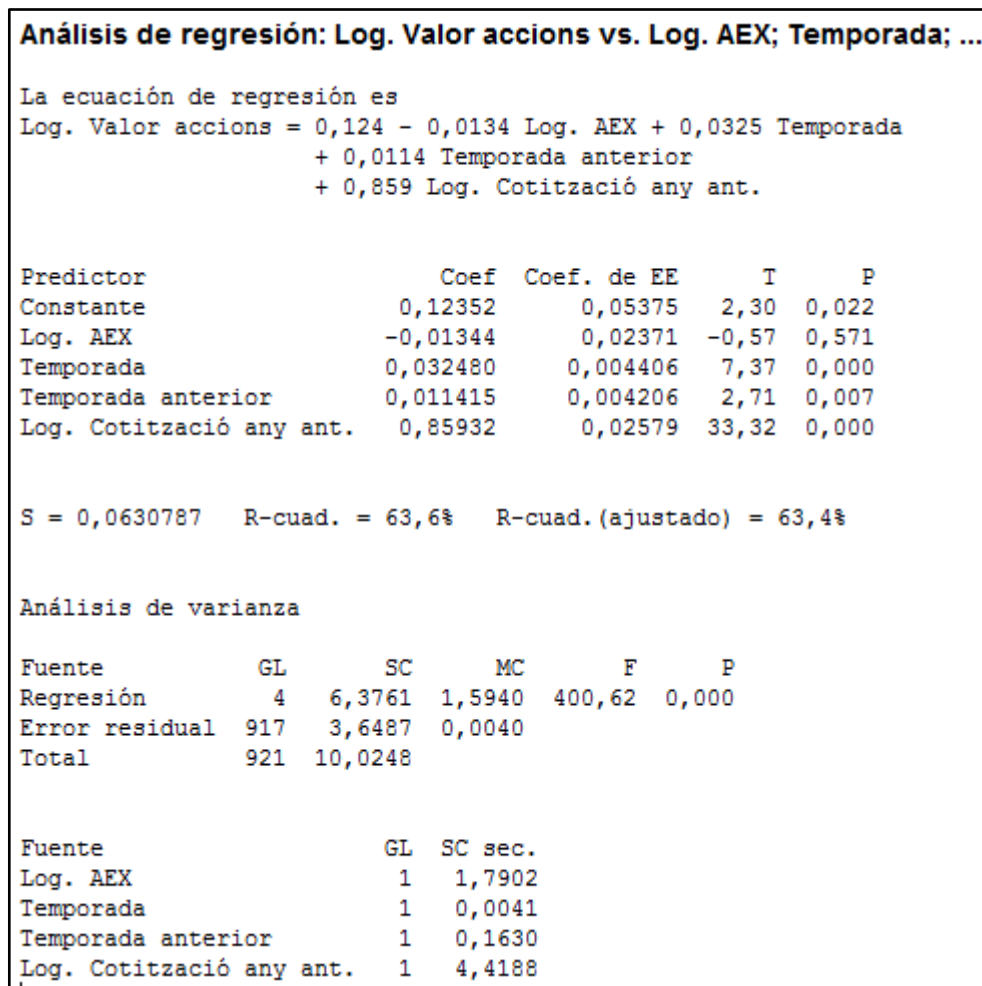 Análisis de regresión: Log. Valor accions vs. Log. AEX; Temporada; ...
La ecuación de regresión es
Log. Valor accions = 0,124 - 0,0134 Log. AEX + 0,0325 Temporada
+ 0,0114 Temporada anterior
+ 0,859 Log. Cotització any ant.
Predictor Coef Coef. de EE T P
Constante 0,12352 0,05375 2,30 0,022
Log. AEX -0,01344 0,02371 -0,57 0,571
Temporada 0,032480 0,004406 7,37 0,000
Temporada anterior 0,011415 0,004206 2,71 0,007
Log. Cotització any ant. 0,85932 0,02579 33,32 0,000
S = 0,0630787 R-cuad. = 63,6% R-cuad.(ajustado) = 63,4%
Análisis de varianza
Fuente GL SC MC F P
Regresión 4 6,3761 1,5940 400,62 0,000
Error residual 917 3,6487 0,0040
Total 921 10,0248
Fuente GL SC sec.
Log. AEX 1 1,7902
Temporada 1 0,0041
Temporada anterior 1 0,1630
Log. Cotització any ant. 1 4,4188